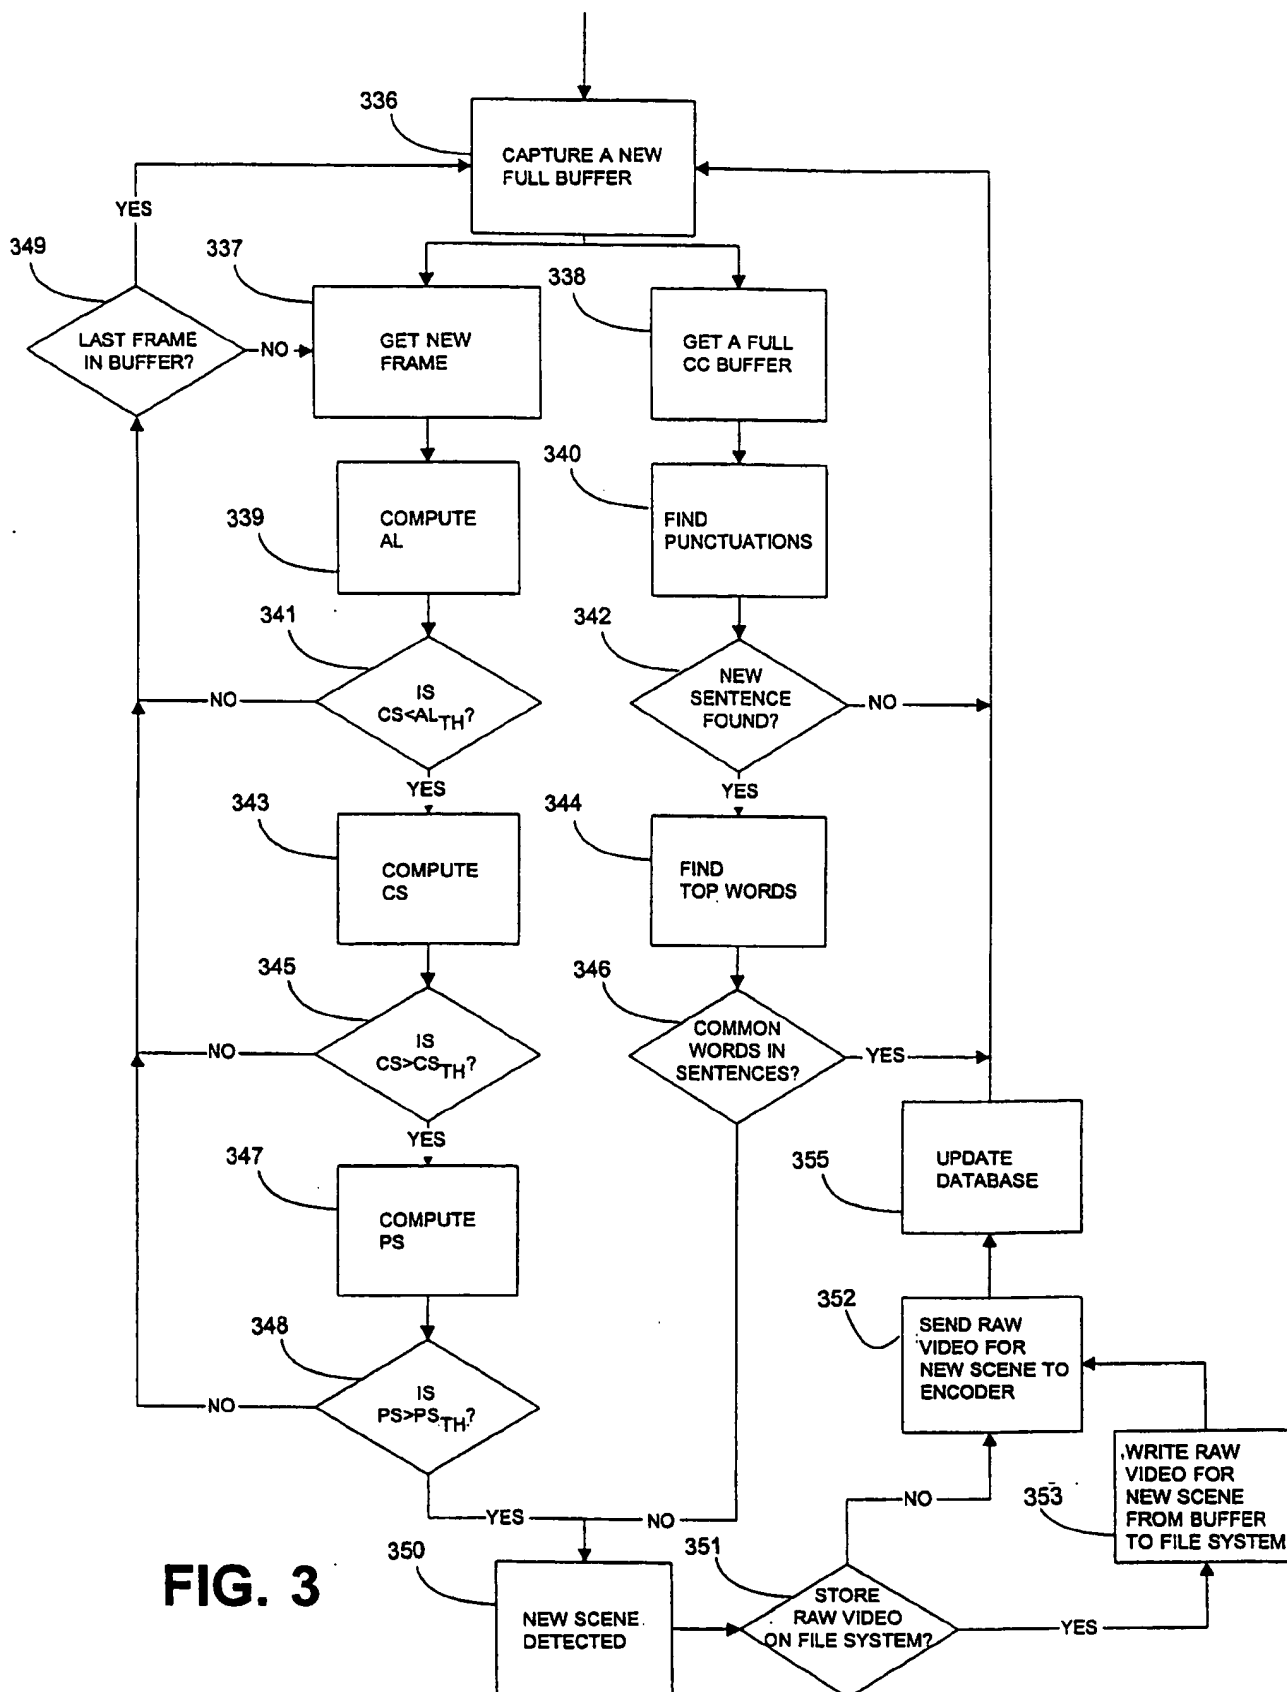 336
CAPTURE A NEW
FULL BUFFER
YES
349
337
338
LAST FRAME
IN BUFFER?
NO
GET NEW
FRAME
GET A FULL
CC BUFFER
339
COMPUTE
AL
340
FIND
PUNCTUATIONS
341
IS
CS<AL_TH?
NO
YES
342
NEW
SENTENCE
FOUND?
NO
YES
343
COMPUTE
CS
344
FIND
TOP WORDS
345
IS
CS>CS_TH?
NO
YES
346
COMMON
WORDS IN
SENTENCES?
YES
347
COMPUTE
PS
355
UPDATE
DATABASE
348
IS
PS>PS_TH?
NO
YES
NO
352
SEND RAW
VIDEO FOR
NEW SCENE TO
ENCODER
353
WRITE RAW
VIDEO FOR
NEW SCENE
FROM BUFFER
TO FILE SYSTEM
350
NEW SCENE
DETECTED
351
STORE
RAW VIDEO
ON FILE SYSTEM?
NO
YES
FIG. 3